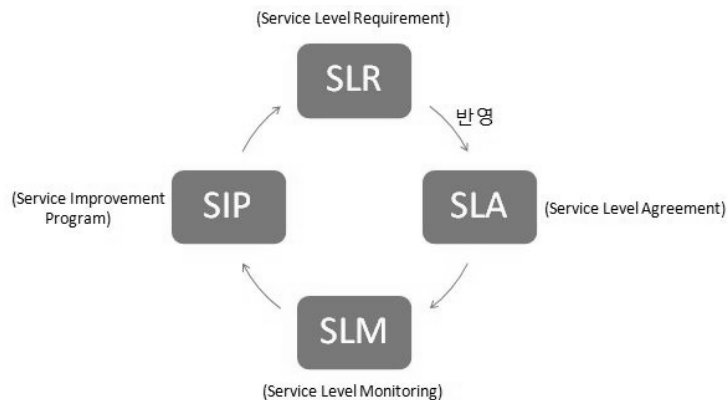 (Service Level Requirement)
SLR
반영
(Service Improvement
Program)
SIP
SLA
(Service Level Agreement)
SLM
(Service Level Monitoring)